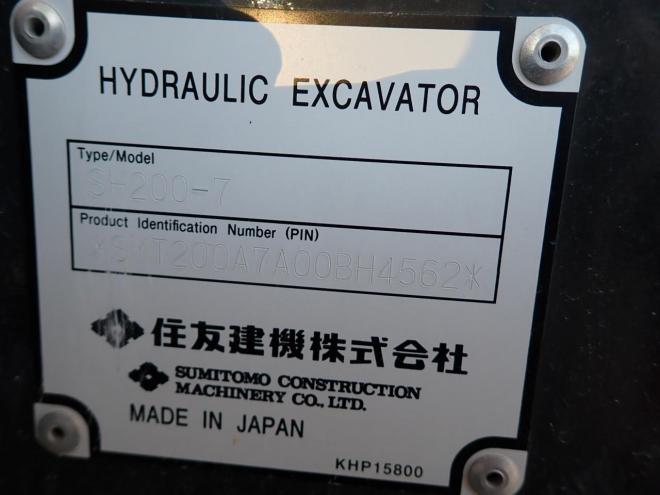 HYDRAULIC EXCAVATOR
Type/Model
SH200-7
Product Identification Number (PIN)
T200A7A00BH4562*
住友建機株式会社
SUMITOMO CONSTRUCTION
MACHINERY CO., LTD.
MADE IN JAPAN
KHP15800